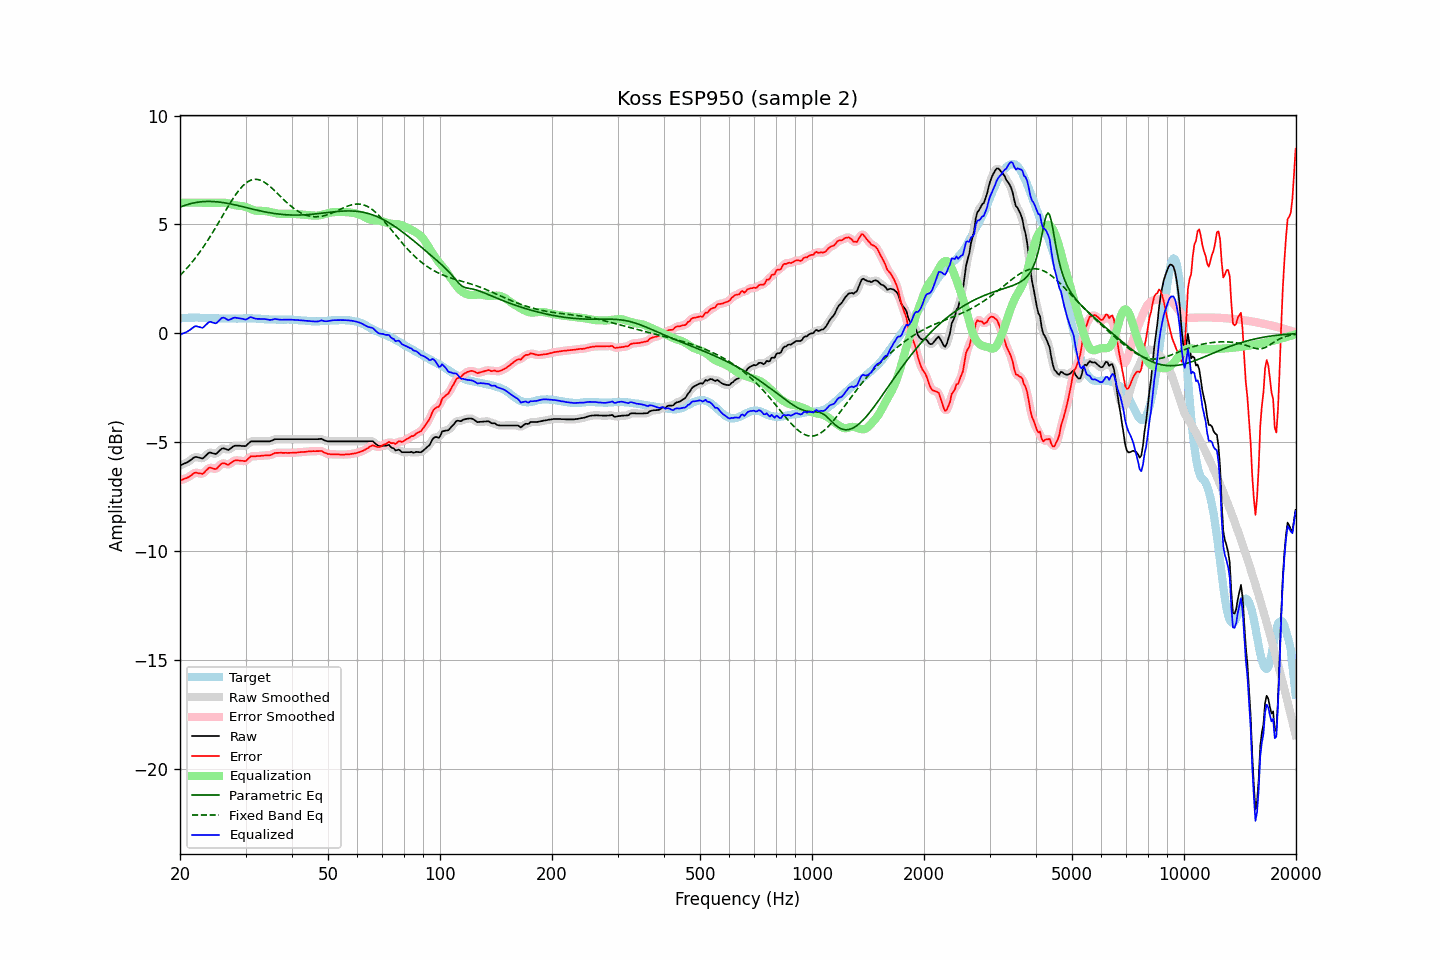 Koss ESP950 (sample 2)
10
5
0
−5
−10
−15
−20
Amplitude (dBr)
Target
Raw Smoothed
Error Smoothed
Raw
Error
Equalization
Parametric Eq
Fixed Band Eq
Equalized
20 50 100 200 500 1000 2000 5000 10000 20000
Frequency (Hz)